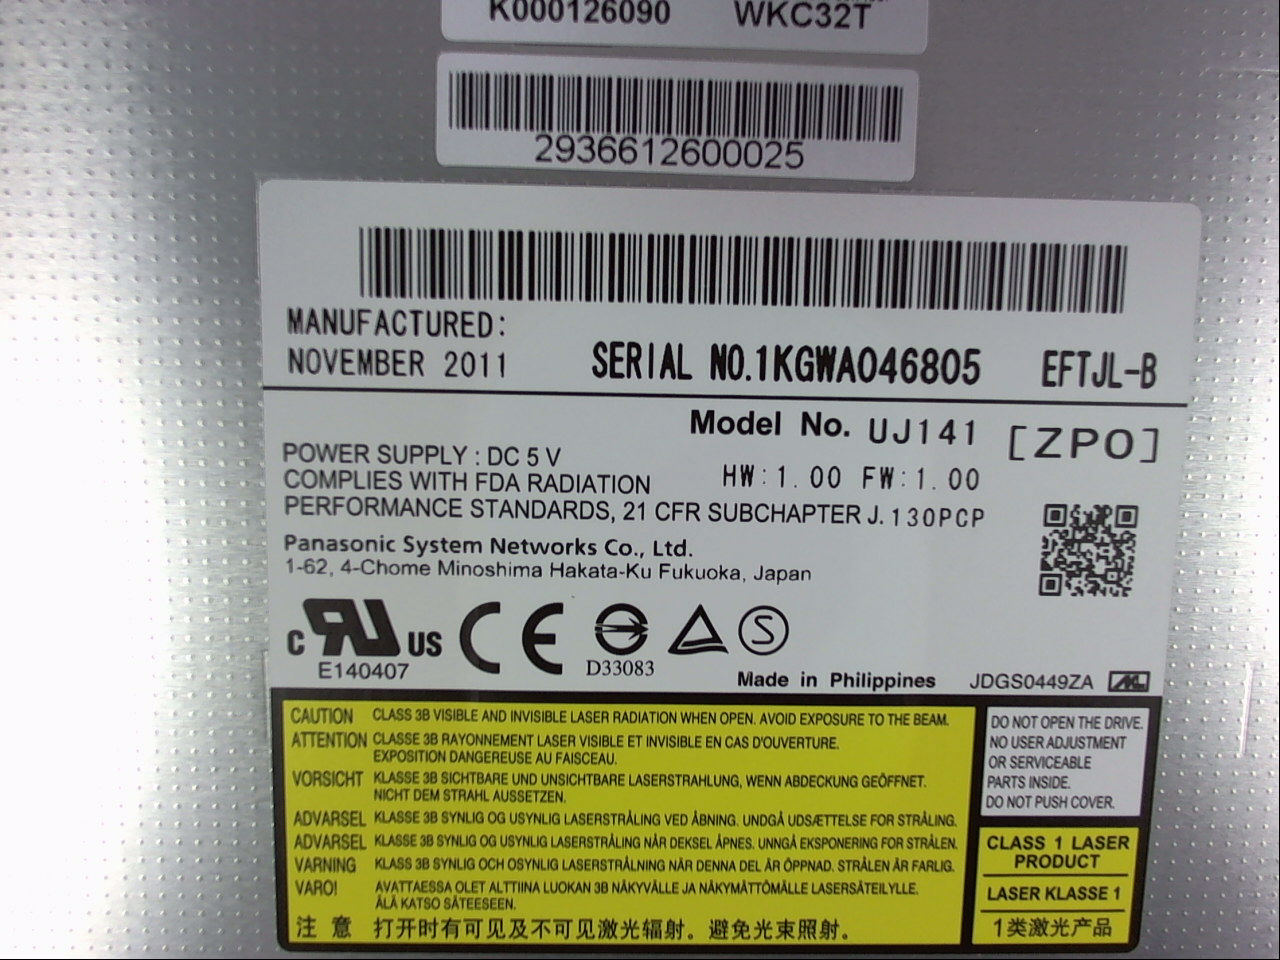 K000126090 WKC32T
2936612600025
MANUFACTURED:
NOVEMBER 2011 SERIAL NO.1KGWA046805 EFTJL-B
Model No. UJ141 [ZPO]
POWER SUPPLY : DC 5 V
HW:1.00 FW:1.00
COMPLIES WITH FDA RADIATION
PERFORMANCE STANDARDS, 21 CFR SUBCHAPTER J. 130PCP
Panasonic System Networks Co., Ltd.
1-62, 4-Chome Minoshima Hakata-Ku Fukuoka, Japan
C RU US CE S
E140407 D33083
Made in Philippines JDGS0449ZA
CAUTION CLASS 3B VISIBLE AND INVISIBLE LASER RADIATION WHEN OPEN. AVOID EXPOSURE TO THE BEAM.
ATTENTION CLASSE 3B RAYONNEMENT LASER VISIBLE ET INVISIBLE EN CAS D'OUVERTURE.
EXPOSITION DANGEREUSE AU FAISCEAU.
VORSICHT KLASSE 3B SICHTBARE UND UNSICHTBARE LASERSTRAHLUNG, WENN ABDECKUNG GEÖFFNET.
NICHT DEM STRAHL AUSSETZEN.
ADVARSEL KLASSE 3B SYNLIG OG USYNLIG LASERSTRÅLING VED ÅBNING. UNDGÅ UDSÆTTELSE FOR STRÅLING.
ADVARSEL KLASSE 3B SYNLIG OG USYNLIG LASERSTRÅLING NÅR DEKSEL ÅPNES. UNNGÅ EKSPONERING FOR STRÅLEN.
VARNING KLASS 3B SYNLIG OCH OSYNLIG LASERSTRÅLNING NÄR DENNA DEL ÄR ÖPPNAD. STRÅLEN ÄR FARLIG.
VARO! AVATTAESSA OLET ALTTIINA LUOKAN 3B NÄKYVÄLLE JA NÄKYMÄTTÖMÄLLE LASERSÄTEILYLLE.
ÄLÄ KATSO SÄTEESEEN.
注 意 打开时有可见及不可见激光辐射。避免光束照射。
DO NOT OPEN THE DRIVE.
NO USER ADJUSTMENT
OR SERVICEABLE
PARTS INSIDE.
DO NOT PUSH COVER.
CLASS 1 LASER
PRODUCT
LASER KLASSE 1
1类激光产品